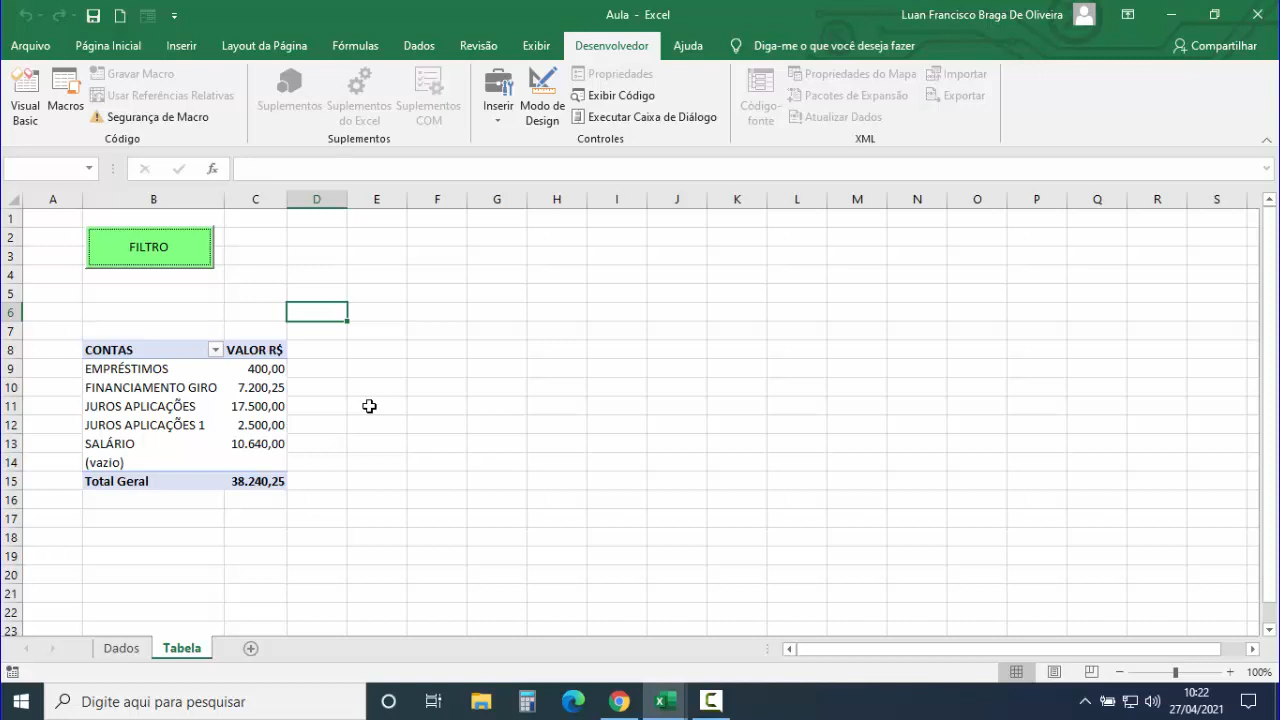 Aula - Excel
Luan Francisco Braga De Oliveira
Arquivo Página Inicial Inserir Layout da Página Fórmulas Dados Revisão Exibir Desenvolvedor Ajuda Diga-me o que você deseja fazer Compartilhar
Visual Basic
Macros
Gravar Macro
Usar Referências Relativas
Segurança de Macro
Código
Suplementos
Suplementos do Excel
Suplementos COM
Suplementos
Inserir
Modo de Design
Propriedades
Exibir Código
Executar Caixa de Diálogo
Controles
Código-fonte
Propriedades do Mapa
Pacotes de Expansão
Atualizar Dados
Importar
Exportar
XML
fx
A B C D E F G H I J K L M N O P Q R S
1
2
FILTRO
3
4
5
6
7
8 CONTAS VALOR R$
9 EMPRÉSTIMOS 400,00
10 FINANCIAMENTO GIRO 7.200,25
11 JUROS APLICAÇÕES 17.500,00
12 JUROS APLICAÇÕES 1 2.500,00
13 SALÁRIO 10.640,00
14 (vazio)
15 Total Geral 38.240,25
16
17
18
19
20
21
22
23
Dados Tabela
100%
Digite aqui para pesquisar
10:22
27/04/2021